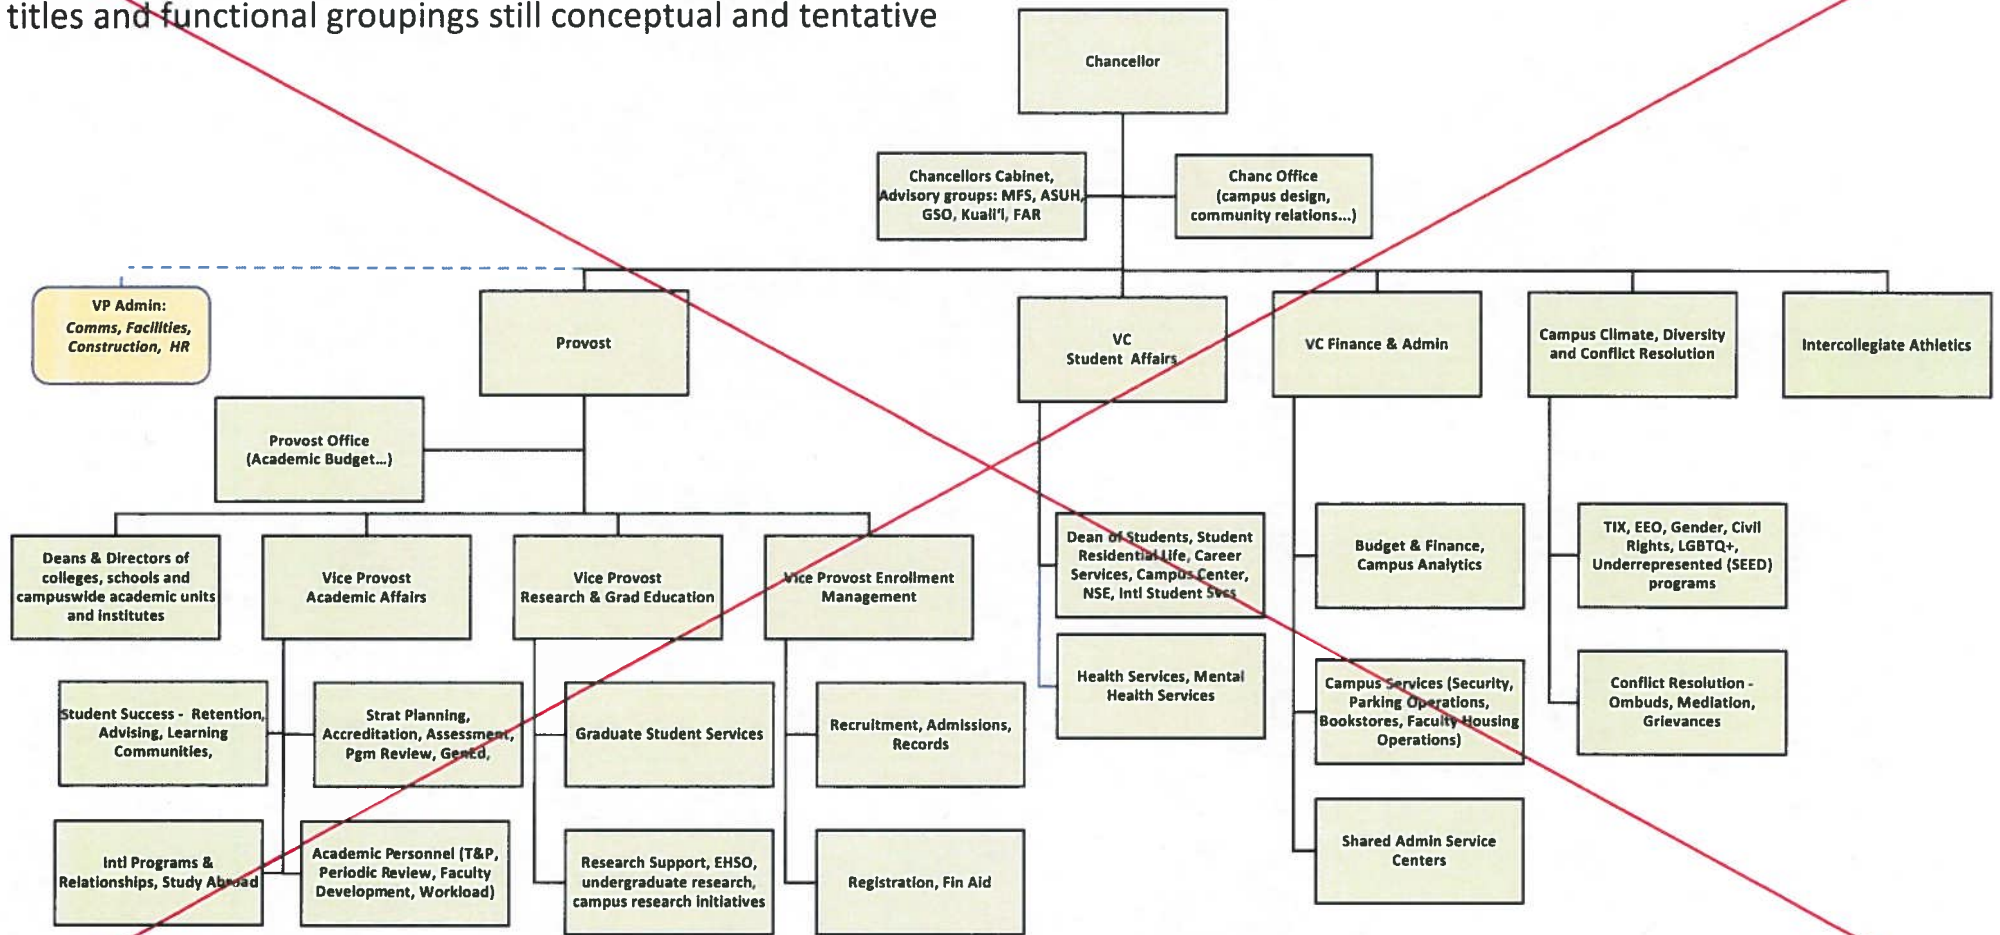 titles and functional groupings still conceptual and tentative
Chancellor
Chancellors Cabinet,
Advisory groups: MFS, ASUH,
GSO, Kuali'i, FAR
Chanc Office
(campus design,
community relations...)
VP Admin:
Comms, Facilities,
Construction, HR
Provost
VC
Student Affairs
VC Finance & Admin
Campus Climate, Diversity
and Conflict Resolution
Intercollegiate Athletics
Provost Office
(Academic Budget...)
Deans & Directors of
colleges, schools and
campuswide academic units
and institutes
Vice Provost
Academic Affairs
Vice Provost
Research & Grad Education
Vice Provost Enrollment
Management
Dean of Students, Student
Residential Life, Career
Services, Campus Center,
NSE, Intl Student Svcs
Budget & Finance,
Campus Analytics
TIX, EEO, Gender, Civil
Rights, LGBTQ+,
Underrepresented (SEED)
programs
Student Success - Retention,
Advising, Learning
Communities,
Strat Planning,
Accreditation, Assessment,
Pgm Review, GenEd,
Graduate Student Services
Recruitment, Admissions,
Records
Health Services, Mental
Health Services
Campus Services (Security,
Parking Operations,
Bookstores, Faculty Housing
Operations)
Conflict Resolution -
Ombuds, Mediation,
Grievances
Intl Programs &
Relationships, Study Abroad
Academic Personnel (T&P,
Periodic Review, Faculty
Development, Workload)
Research Support, EHSO,
undergraduate research,
campus research initiatives
Registration, Fin Aid
Shared Admin Service
Centers